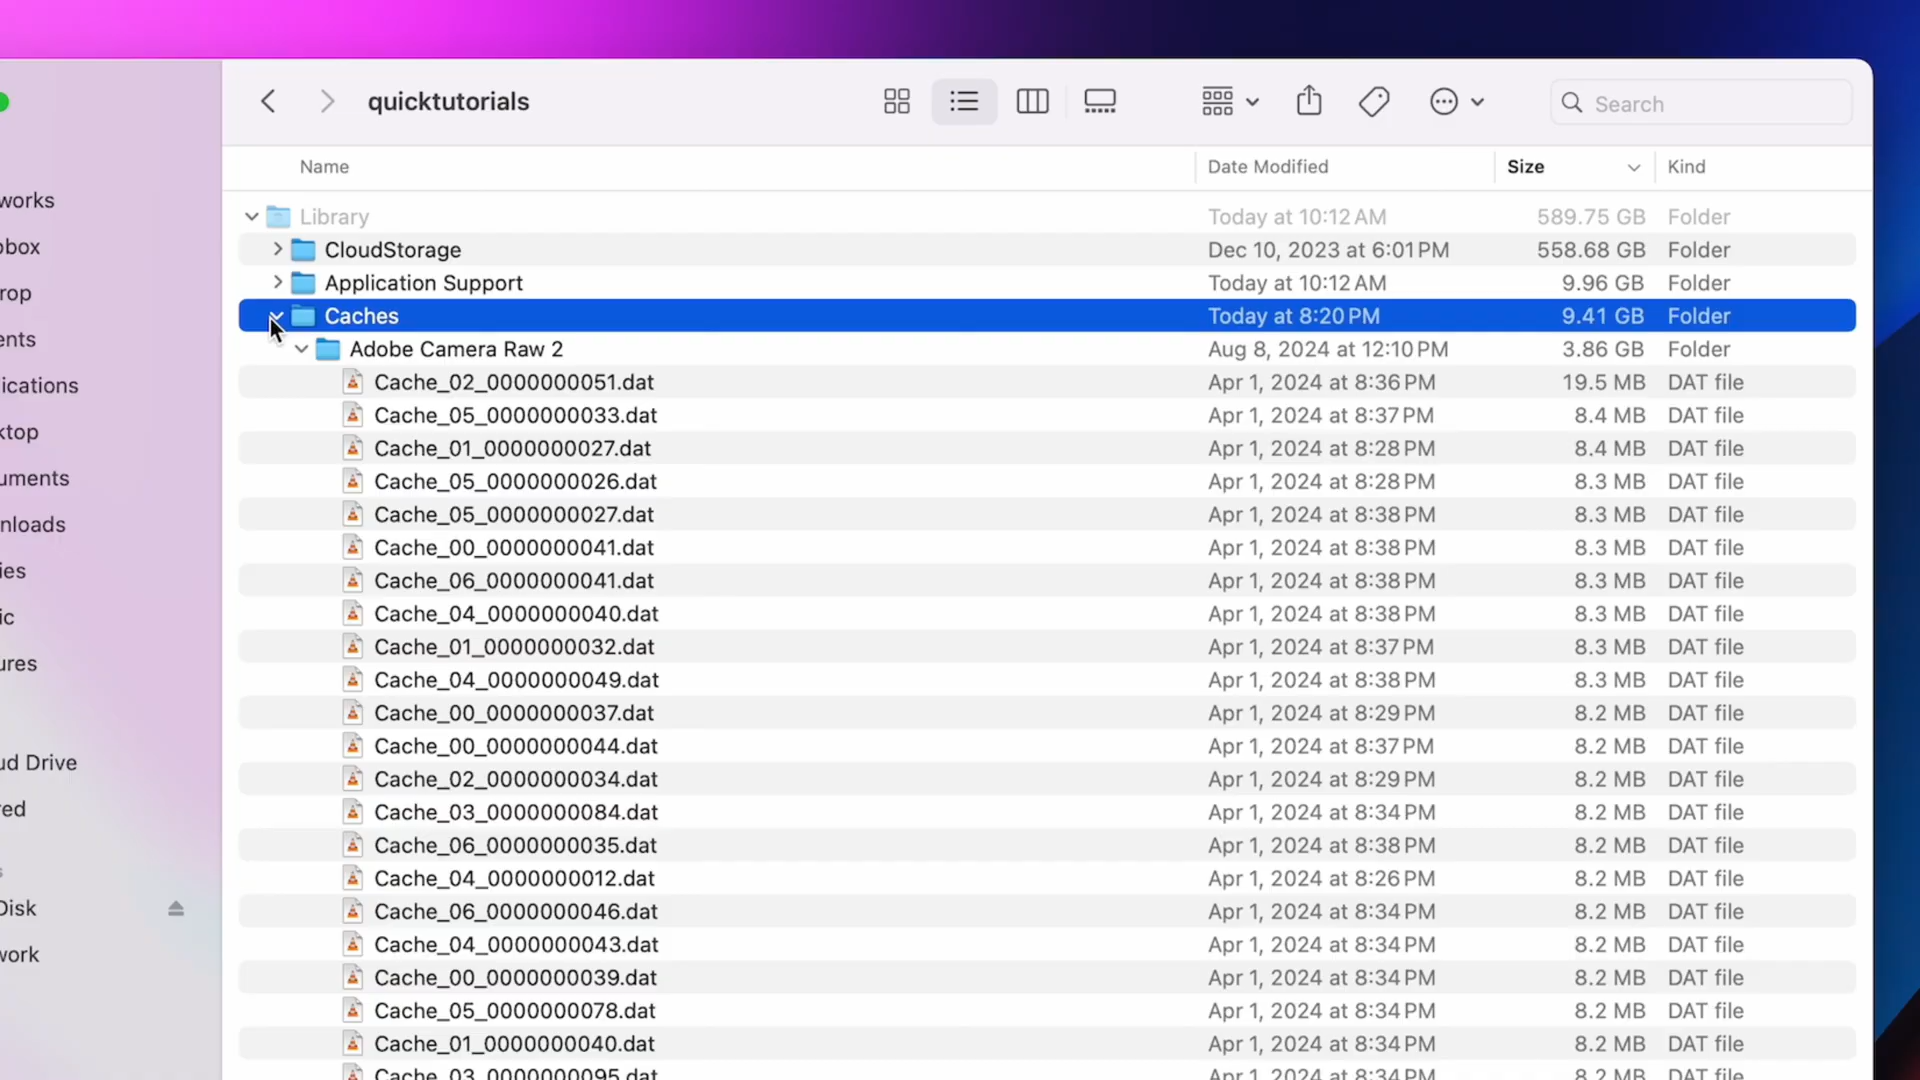 quicktutorials
Search
Name Date Modified Size Kind
Library Today at 10:12 AM 589.75 GB Folder
CloudStorage Dec 10, 2023 at 6:01 PM 558.68 GB Folder
Application Support Today at 10:12 AM 9.96 GB Folder
Caches Today at 8:20 PM 9.41 GB Folder
Adobe Camera Raw 2 Aug 8, 2024 at 12:10 PM 3.86 GB Folder
Cache_02_0000000051.dat Apr 1, 2024 at 8:36 PM 19.5 MB DAT file
Cache_05_0000000033.dat Apr 1, 2024 at 8:37 PM 8.4 MB DAT file
Cache_01_0000000027.dat Apr 1, 2024 at 8:28 PM 8.4 MB DAT file
Cache_05_0000000026.dat Apr 1, 2024 at 8:28 PM 8.3 MB DAT file
Cache_05_0000000027.dat Apr 1, 2024 at 8:38 PM 8.3 MB DAT file
Cache_00_0000000041.dat Apr 1, 2024 at 8:38 PM 8.3 MB DAT file
Cache_06_0000000041.dat Apr 1, 2024 at 8:38 PM 8.3 MB DAT file
Cache_04_0000000040.dat Apr 1, 2024 at 8:38 PM 8.3 MB DAT file
Cache_01_0000000032.dat Apr 1, 2024 at 8:37 PM 8.3 MB DAT file
Cache_04_0000000049.dat Apr 1, 2024 at 8:38 PM 8.3 MB DAT file
Cache_00_0000000037.dat Apr 1, 2024 at 8:29 PM 8.2 MB DAT file
Cache_00_0000000044.dat Apr 1, 2024 at 8:37 PM 8.2 MB DAT file
Cache_02_0000000034.dat Apr 1, 2024 at 8:29 PM 8.2 MB DAT file
Cache_03_0000000084.dat Apr 1, 2024 at 8:34 PM 8.2 MB DAT file
Cache_06_0000000035.dat Apr 1, 2024 at 8:38 PM 8.2 MB DAT file
Cache_04_0000000012.dat Apr 1, 2024 at 8:26 PM 8.2 MB DAT file
Cache_06_0000000046.dat Apr 1, 2024 at 8:34 PM 8.2 MB DAT file
Cache_04_0000000043.dat Apr 1, 2024 at 8:34 PM 8.2 MB DAT file
Cache_00_0000000039.dat Apr 1, 2024 at 8:34 PM 8.2 MB DAT file
Cache_05_0000000078.dat Apr 1, 2024 at 8:34 PM 8.2 MB DAT file
Cache_01_0000000040.dat Apr 1, 2024 at 8:34 PM 8.2 MB DAT file
Cache_03_0000000095.dat Apr 1, 2024 at 8:34 PM 8.2 MB DAT file
works
box
rop
ents
ications
ktop
uments
nloads
ies
ic
ures
ud Drive
red
s
Disk
work